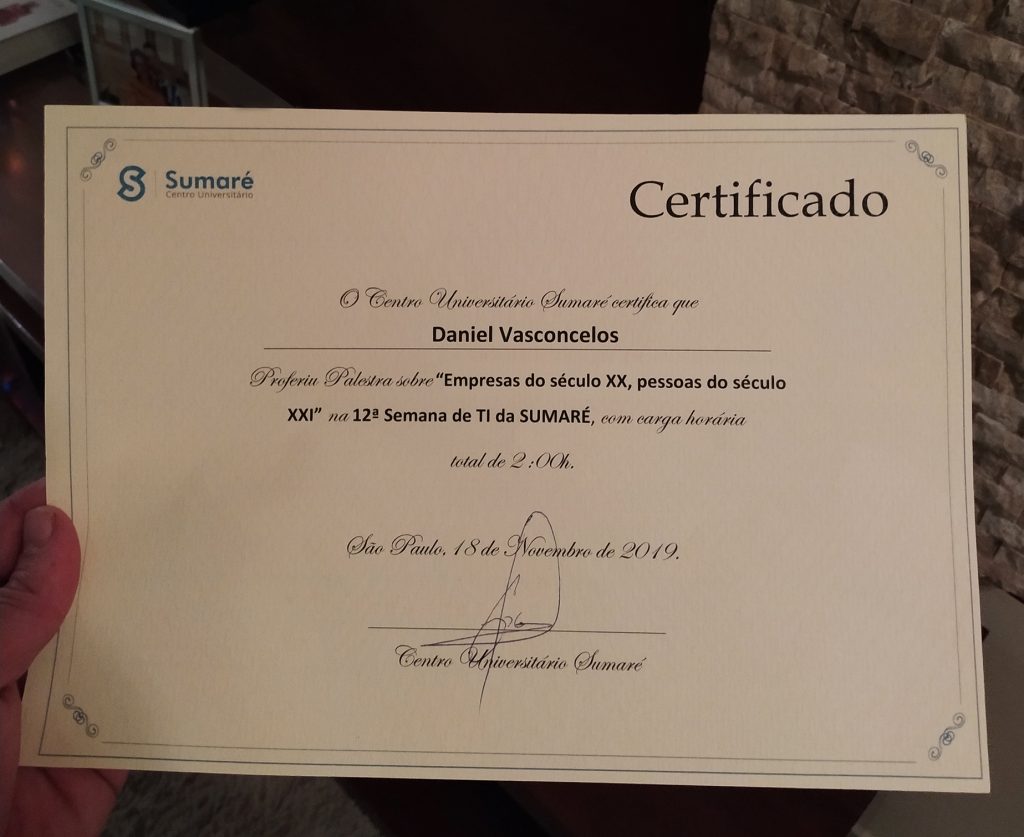 Sumaré
Centro Universitário
Certificado
O Centro Universitário Sumaré certifica que
Daniel Vasconcelos
Proferiu Palestra sobre “Empresas do século XX, pessoas do século
XXI” na 12ª Semana de TI da SUMARÉ, com carga horária
total de 2 :00h.
São Paulo, 18 de Novembro de 2019.
Centro Universitário Sumaré